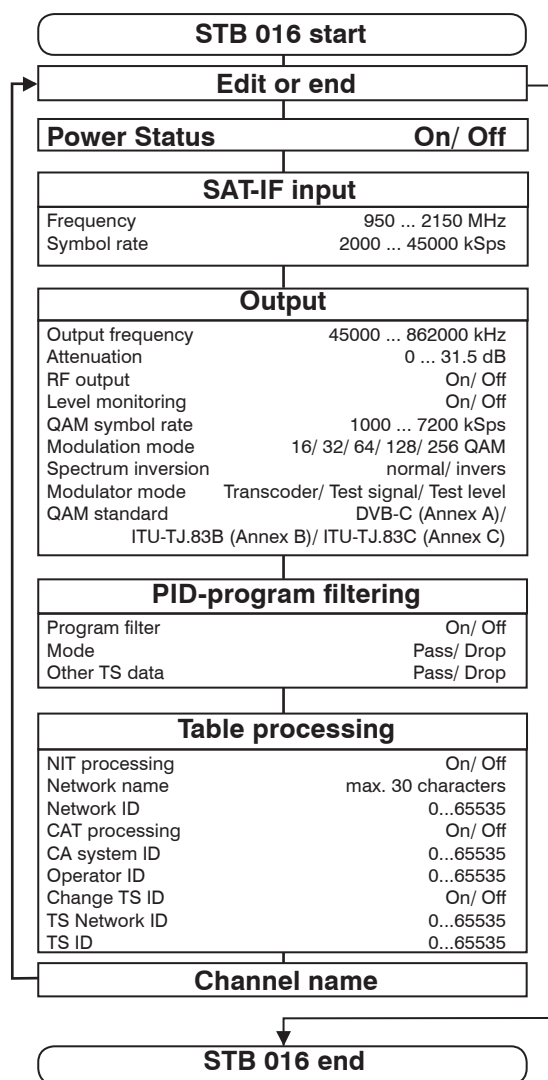 STB 016 start
Edit or end
Power Status On/ Off
SAT-IF input
Frequency 950 ... 2150 MHz
Symbol rate 2000 ... 45000 kSps
Output
Output frequency 45000 ... 862000 kHz
Attenuation 0 ... 31.5 dB
RF output On/ Off
Level monitoring On/ Off
QAM symbol rate 1000 ... 7200 kSps
Modulation mode 16/ 32/ 64/ 128/ 256 QAM
Spectrum inversion normal/ invers
Modulator mode Transcoder/ Test signal/ Test level
QAM standard DVB-C (Annex A)/
ITU-TJ.83B (Annex B)/ ITU-TJ.83C (Annex C)
PID-program filtering
Program filter On/ Off
Mode Pass/ Drop
Other TS data Pass/ Drop
Table processing
NIT processing On/ Off
Network name max. 30 characters
Network ID 0...65535
CAT processing On/ Off
CA system ID 0...65535
Operator ID 0...65535
Change TS ID On/ Off
TS Network ID 0...65535
TS ID 0...65535
Channel name
STB 016 end